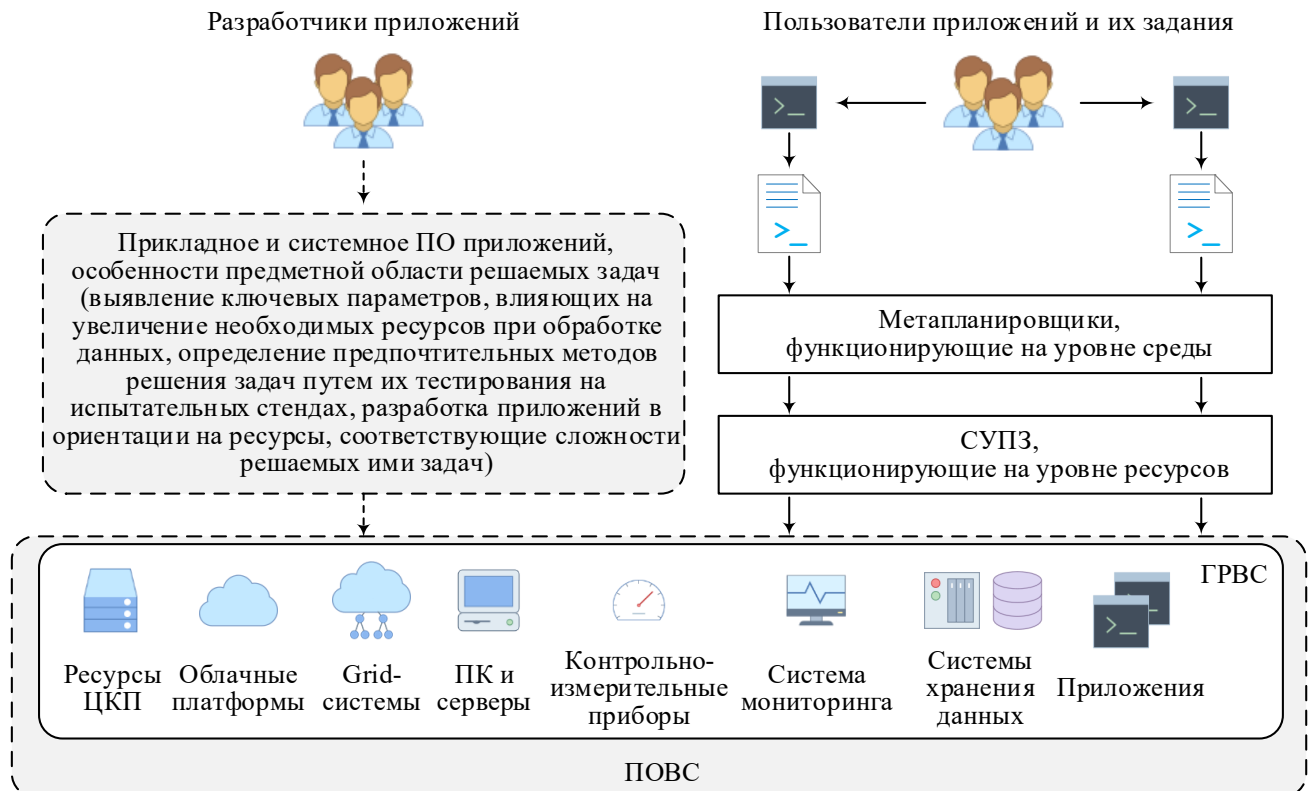 Разработчики приложений
Пользователи приложений и их задания
>_
>_
>_
>_
Прикладное и системное ПО приложений,
особенности предметной области решаемых задач
(выявление ключевых параметров, влияющих на
увеличение необходимых ресурсов при обработке
данных, определение предпочтительных методов
решения задач путем их тестирования на
испытательных стендах, разработка приложений в
ориентации на ресурсы, соответствующие сложности
решаемых ими задач)
Метапланировщики,
функционирующие на уровне среды
СУПЗ,
функционирующие на уровне ресурсов
ГРВС
>_
Ресурсы
ЦКП
Облачные
платформы
Grid-
системы
ПК и
серверы
Контрольно-
измерительные
приборы
Система
мониторинга
Системы
хранения
данных
Приложения
ПОВС